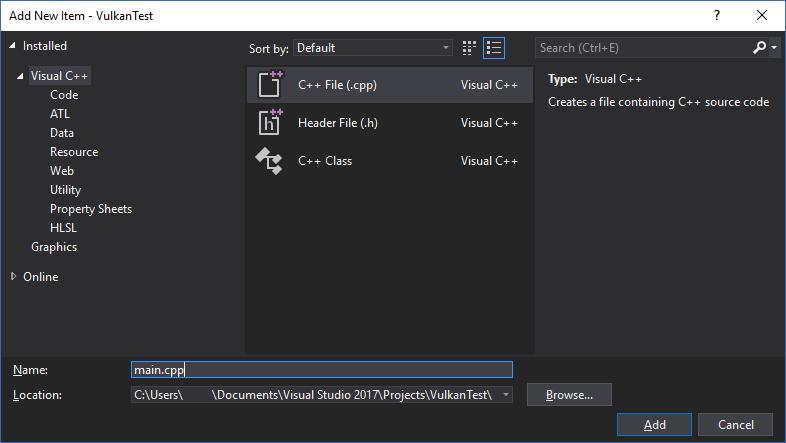 Add New Item - VulkanTest
Installed
Visual C++
Code
ATL
Data
Resource
Web
Utility
Property Sheets
HLSL
Graphics
Online
Sort by: Default
C++ File (.cpp) Visual C++
Header File (.h) Visual C++
C++ Class Visual C++
Search (Ctrl+E)
Type: Visual C++
Creates a file containing C++ source code
Name: main.cpp
Location: C:\Users\ \Documents\Visual Studio 2017\Projects\VulkanTest\ Browse...
Add Cancel